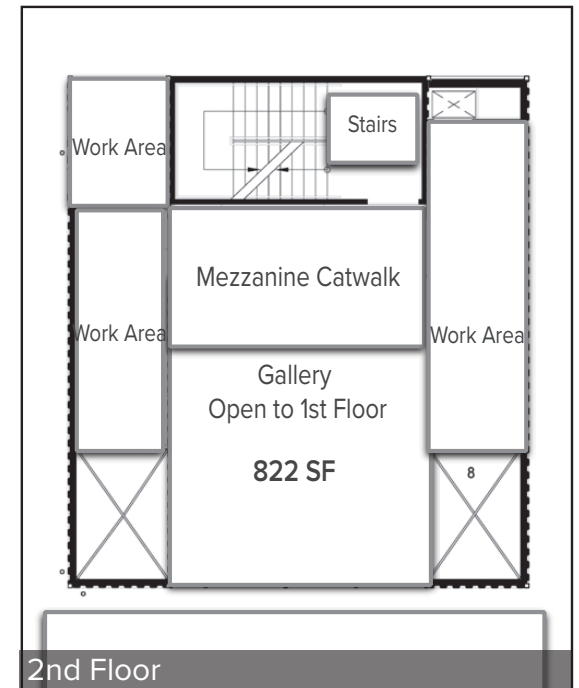 Stairs
Work Area
Mezzanine Catwalk
Work Area
Work Area
Gallery
Open to 1st Floor
822 SF
8
2nd Floor